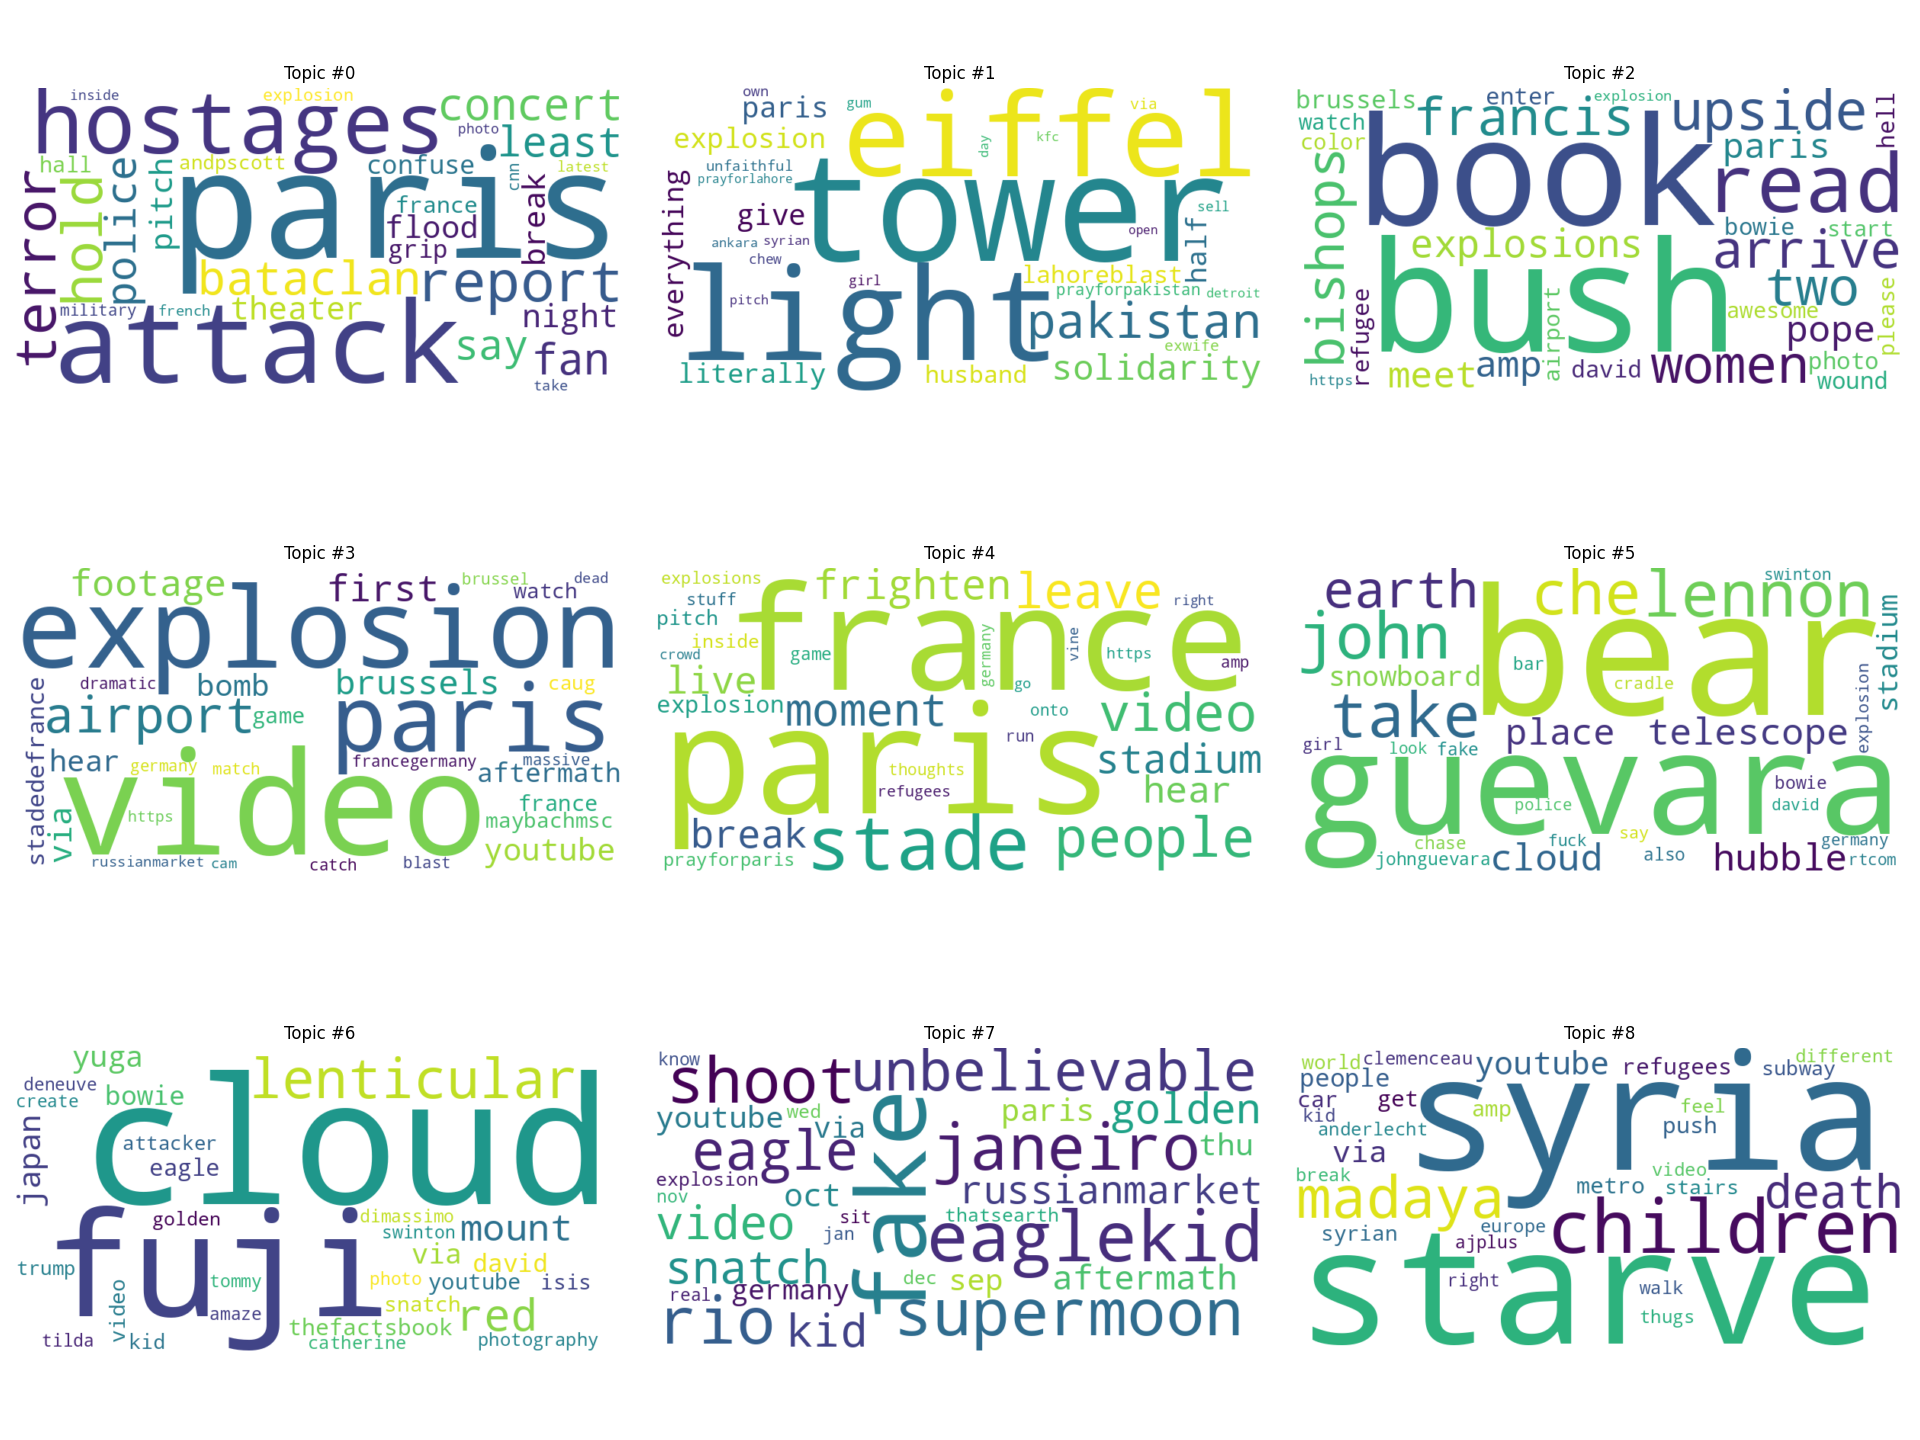 Topic #0
inside
explosion
hostages
concert
photo
least
hall
andpscott
confuse
latest
police
pitch
cnn
terror
hold
paris
france
break
flood
grip
bataclan
report
military
french
theater
night
attack
say
fan
take
Topic #1
own
paris
gum
eiffel
via
explosion
day
kfc
unfaithful
prayforlahore
tower
everything
give
sell
half
ankara
syrian
open
chew
light
girl
lahoreblast
prayforpakistan
detroit
pitch
pakistan
exwife
literally
husband
solidarity
Topic #2
brussels
francis
enter
explosion
upside
hell
watch
color
book
paris
read
bishops
bowie
start
explosions
arrive
bush
two
refugee
airport
awesome
please
pope
https
meet
amp
david
women
photo
wound
Topic #3
footage
first
brussel
dead
watch
explosion
dramatic
bomb
brussels
caug
stadedefrance
airport
game
paris
hear
germany
match
francegermany
massive
aftermath
via
video
https
france
maybachmsc
youtube
russianmarket
cam
catch
blast
Topic #4
explosions
frighten
leave
right
stuff
pitch
france
inside
crowd
game
germany
vine
https
amp
live
go
explosion
moment
onto
video
paris
run
stadium
thoughts
refugees
hear
break
stade
people
prayforparis
Topic #5
earth
che
lennon
swinton
stadium
john
bear
snowboard
bar
cradle
take
place
telescope
explosion
girl
look
fake
guevara
bowie
police
david
chase
fuck
say
germany
johnguevara
cloud
also
hubble
rtcom
Topic #6
yuga
lenticular
deneuve
bowie
create
cloud
japan
attacker
eagle
golden
dimassimo
mount
fuji
swinton
via
david
trump
tommy
photo
youtube
isis
video
amaze
snatch
red
thefactsbook
tilda
kid
catherine
photography
Topic #7
know
shoot
unbelievable
youtube
wed
via
paris
golden
fake
eagle
janeiro
thu
explosion
nov
oct
russianmarket
video
sit
jan
thatsearth
eaglekid
snatch
dec
sep
aftermath
real
germany
rio
kid
supermoon
Topic #8
world
clemenceau
youtube
refugees
different
people
subway
car
get
syria
kid
amp
feel
anderlecht
push
via
break
video
madaya
metro
stairs
death
syrian
europe
children
ajplus
right
walk
starve
thugs